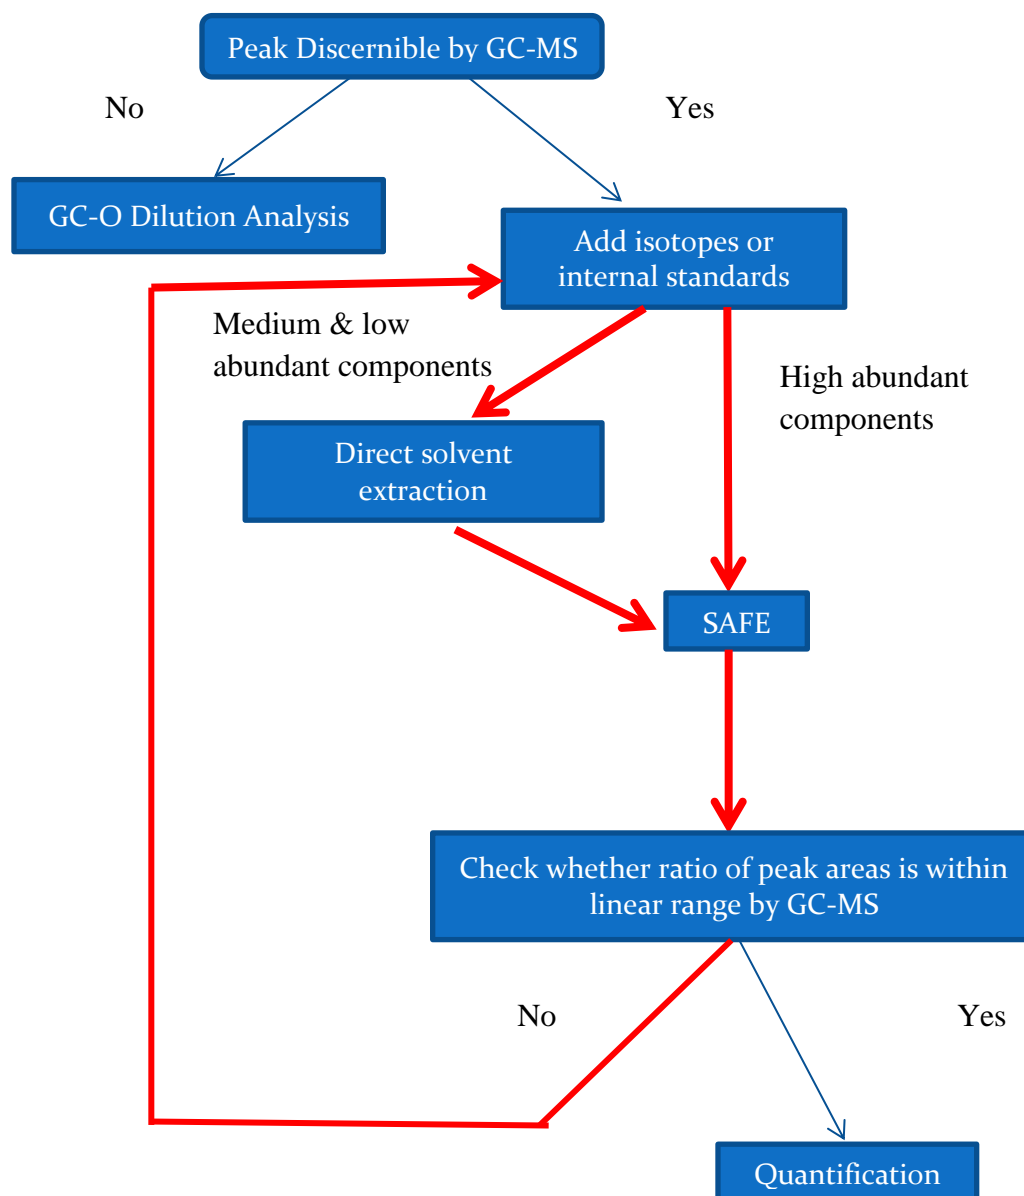 Peak Discernible by GC-MS
No
Yes
GC-O Dilution Analysis
Add isotopes or
internal standards
Medium & low
abundant components
High abundant
components
Direct solvent
extraction
SAFE
Check whether ratio of peak areas is within
linear range by GC-MS
No
Yes
Quantification